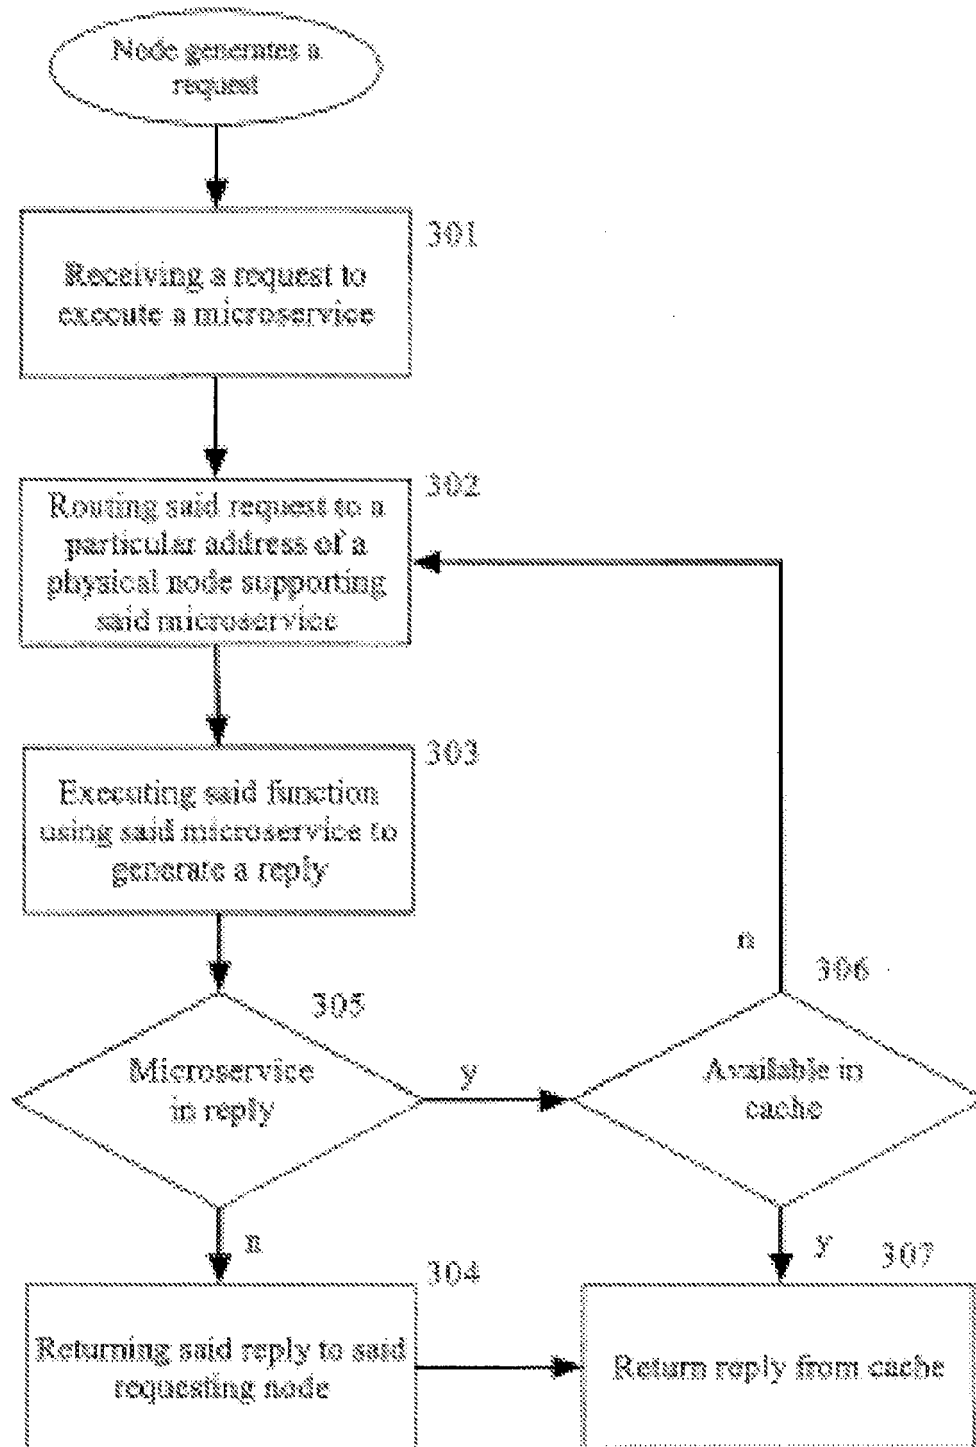 Node generates a
request
301
Receiving a request to
execute a microservice
302
Routing said request to a
particular address of a
physical node supporting
said microservice
303
Executing said function
using said microservice to
generate a reply
n
306
305
Microservice
in reply
y
Available in
cache
n
y
304
307
Returning said reply to said
requesting node
Return reply from cache